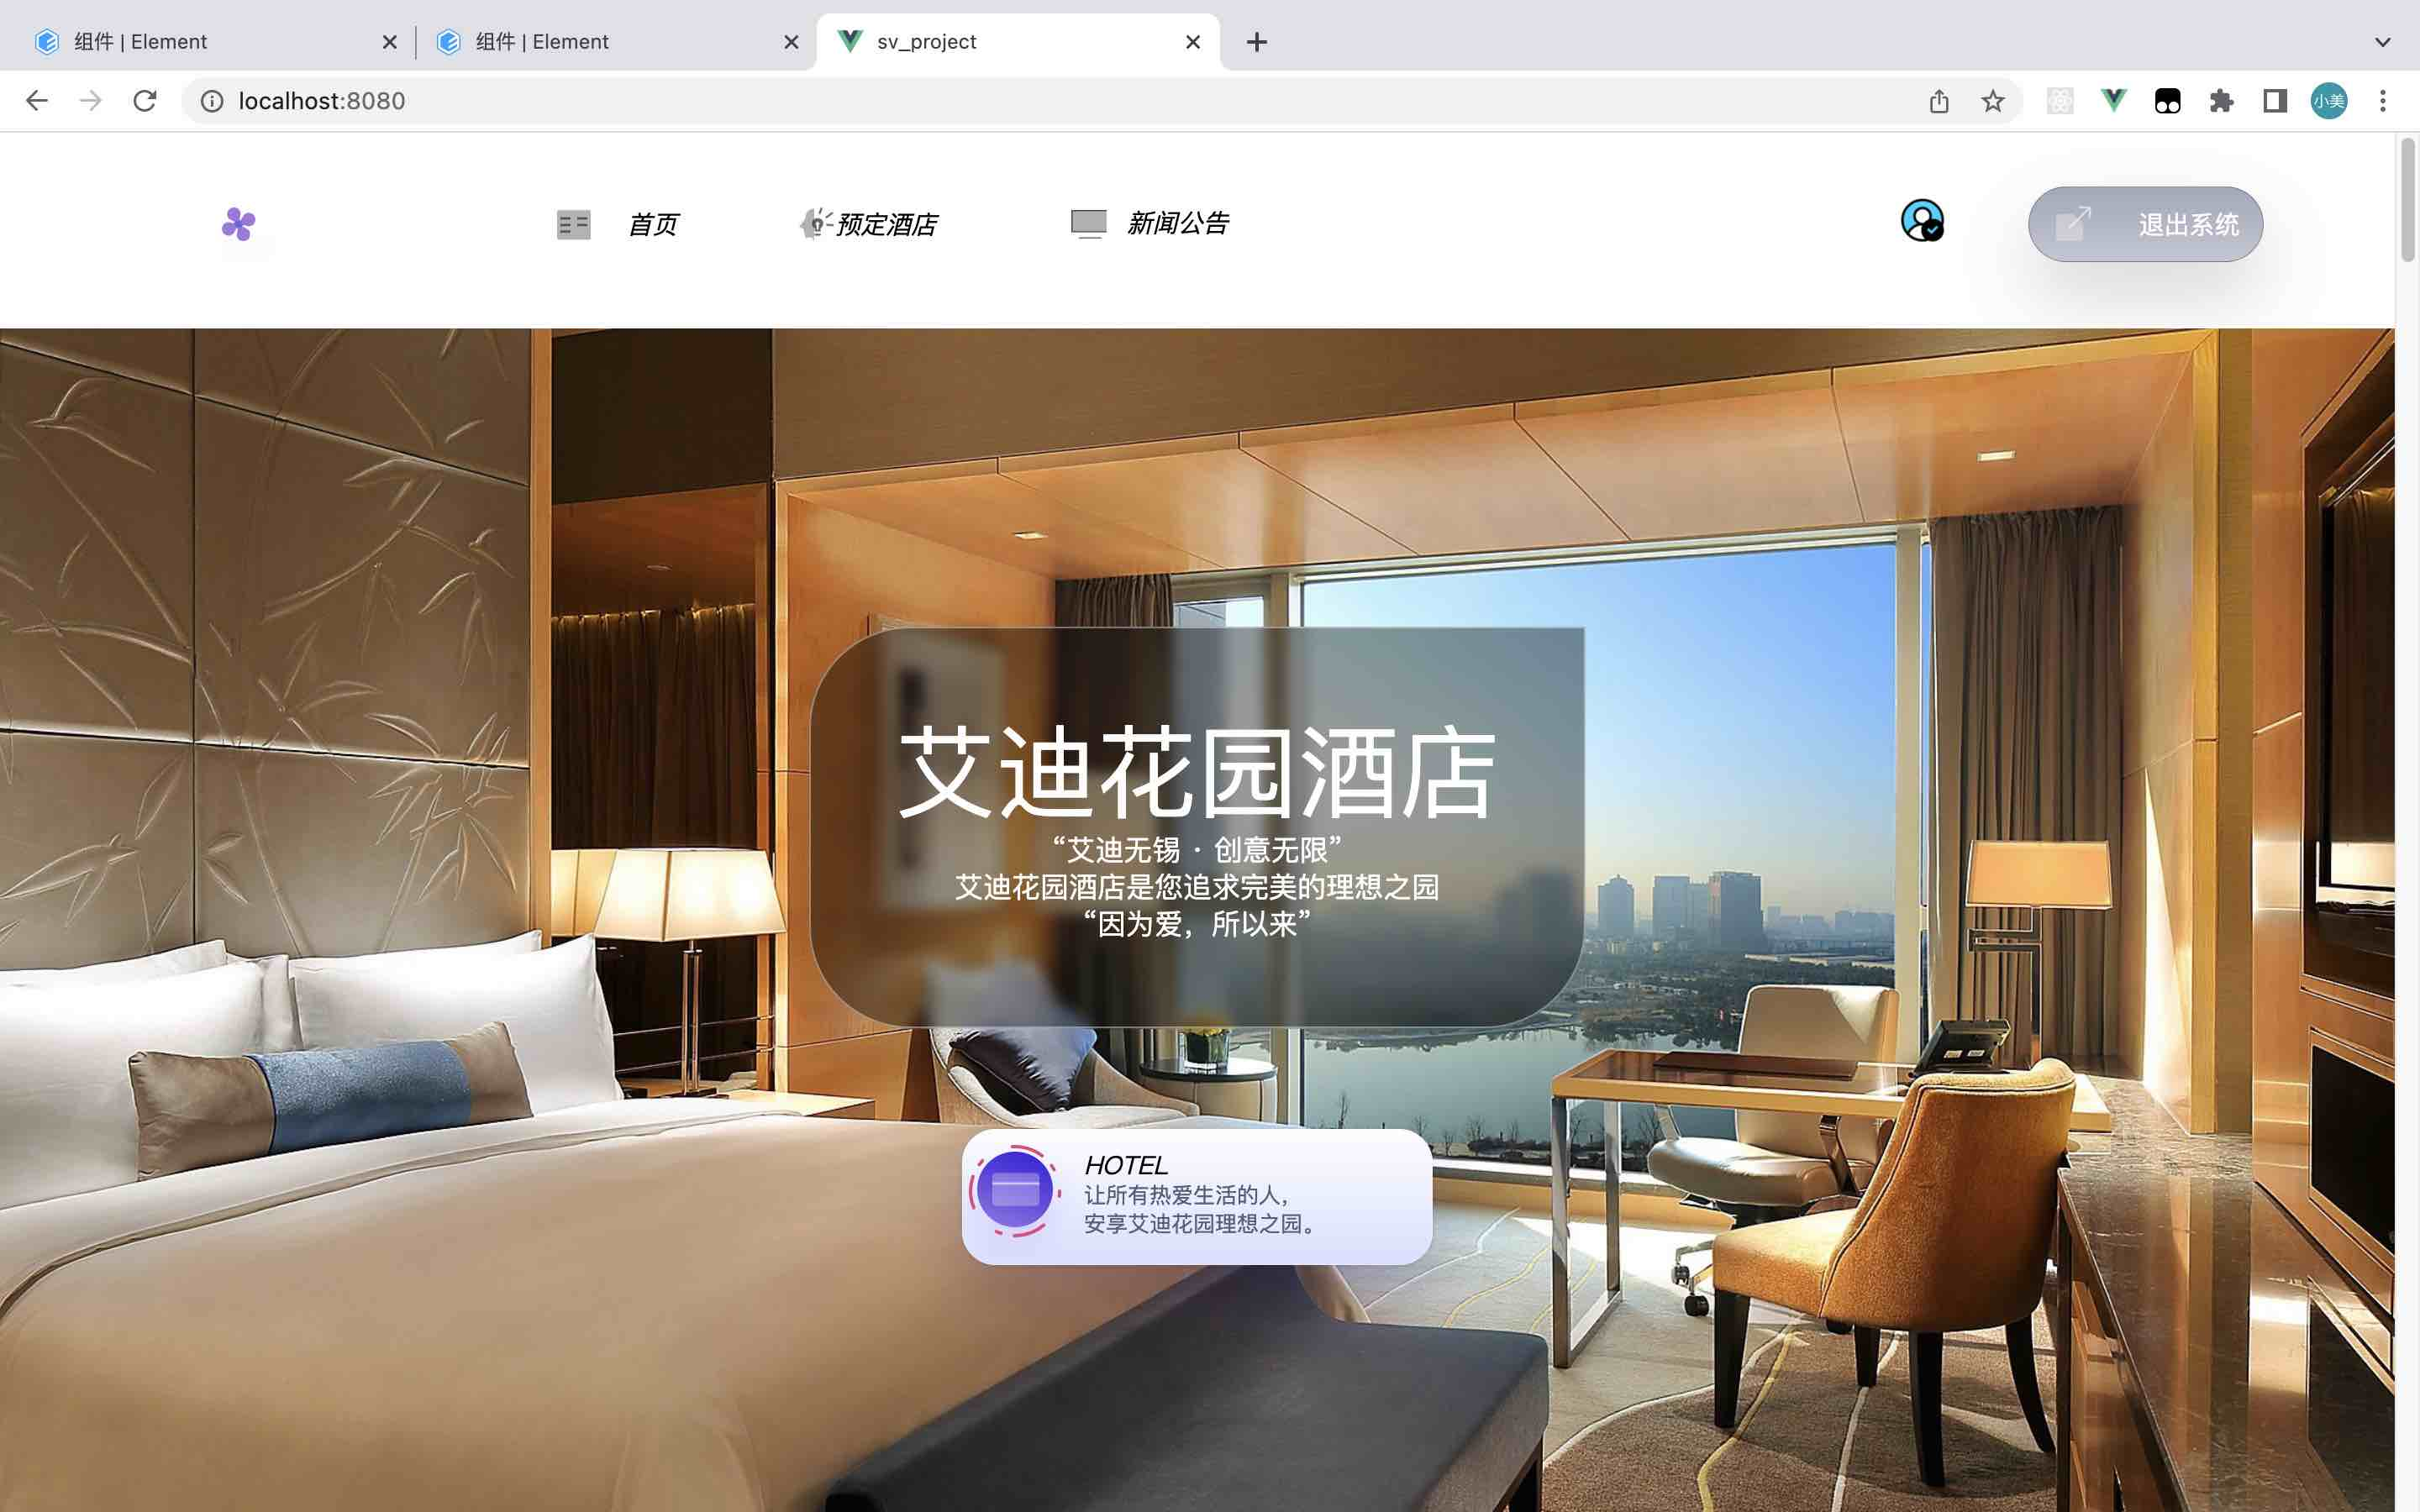 组件 | Element
组件 | Element
sv_project
localhost:8080
小美
首页
预定酒店
新闻公告
退出系统
艾迪花园酒店
“艾迪无锡 · 创意无限”
艾迪花园酒店是您追求完美的理想之园
“因为爱，所以来”
HOTEL
让所有热爱生活的人，
安享艾迪花园理想之园。